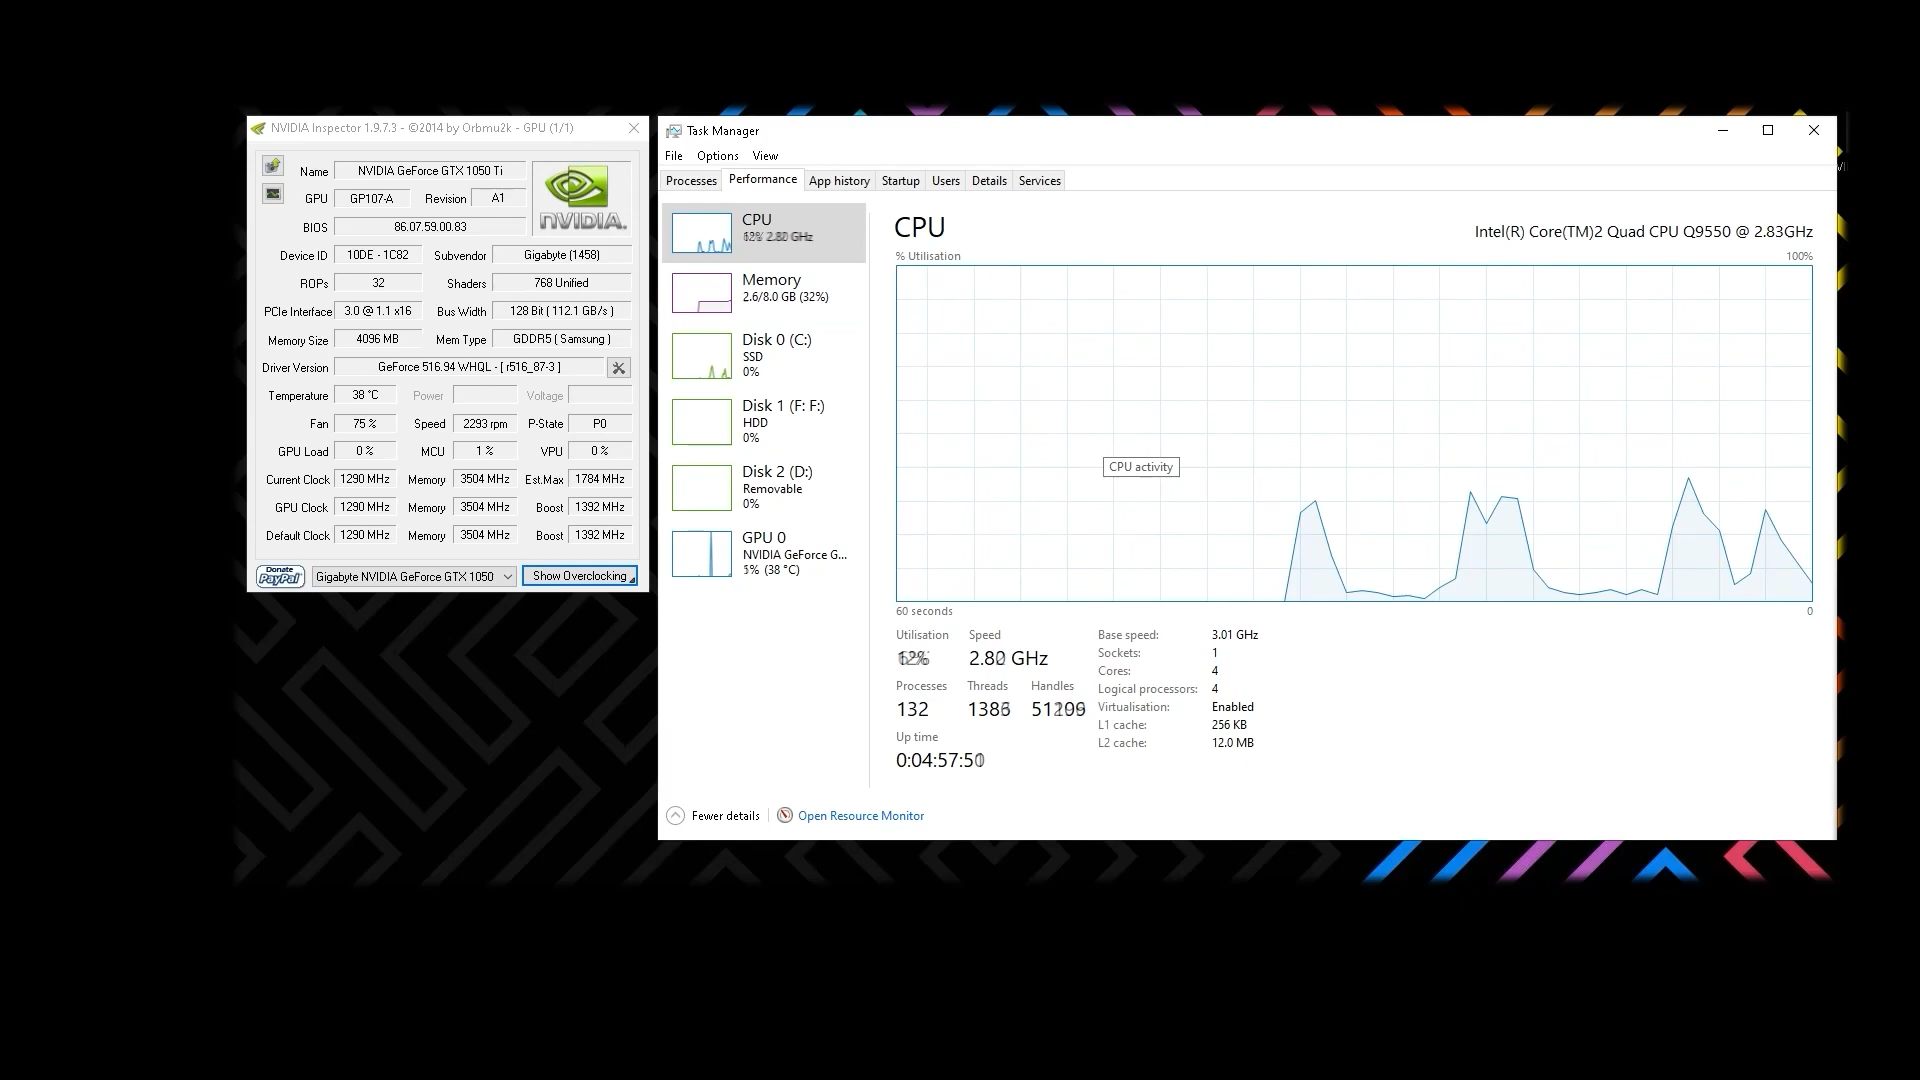 NVIDIA Inspector 1.9.7.3 - ©2014 by Orbmu2k - GPU (1/1)
Name NVIDIA GeForce GTX 1050 Ti
GPU GP107-A Revision A1
NVIDIA.
BIOS 86.07.59.00.83
Device ID 10DE - 1C82 Subvendor Gigabyte (1458)
ROPs 32 Shaders 768 Unified
PCIe Interface 3.0 @ 1.1 x16 Bus Width 128 Bit ( 112.1 GB/s )
Memory Size 4096 MB Mem Type GDDR5 ( Samsung )
Driver Version GeForce 516.94 WHQL - [ r516_87-3 ]
Temperature 38 °C Power Voltage
Fan 75 % Speed 2293 rpm P-State P0
GPU Load 0 % MCU 1 % VPU 0 %
Current Clock 1290 MHz Memory 3504 MHz Est.Max 1784 MHz
GPU Clock 1290 MHz Memory 3504 MHz Boost 1392 MHz
Default Clock 1290 MHz Memory 3504 MHz Boost 1392 MHz
Donate
PayPal
Gigabyte NVIDIA GeForce GTX 1050 Show Overclocking
Task Manager
File Options View
Processes Performance App history Startup Users Details Services
CPU
2.80 GHz
Memory
2.6/8.0 GB (32%)
Disk 0 (C:)
SSD
0%
Disk 1 (F: F:)
HDD
0%
Disk 2 (D:)
Removable
0%
GPU 0
NVIDIA GeForce G...
(38 °C)
CPU Intel(R) Core(TM)2 Quad CPU Q9550 @ 2.83GHz
% Utilisation 100%
CPU activity
60 seconds 0
Utilisation Speed
2.80 GHz
Processes Threads Handles
132
Up time
Base speed: 3.01 GHz
Sockets: 1
Cores: 4
Logical processors: 4
Virtualisation: Enabled
L1 cache: 256 KB
L2 cache: 12.0 MB
Fewer details Open Resource Monitor